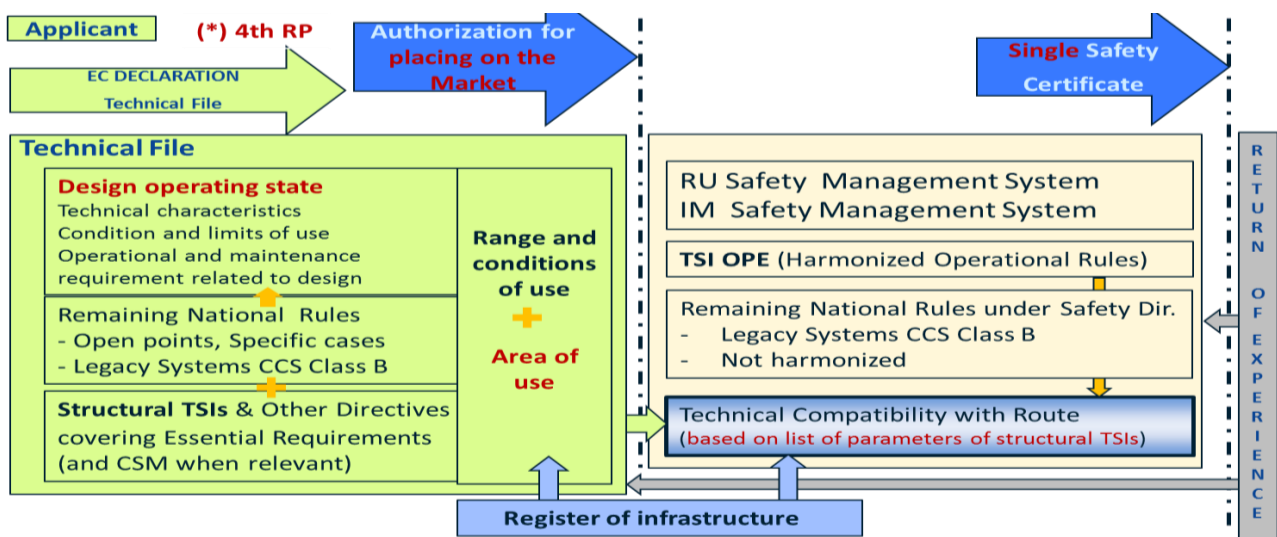 Applicant
(*) 4th RP
EC DECLARATION
Technical File
Authorization for
placing on the
Market
Single Safety
Certificate
Technical File
Design operating state
Technical characteristics
Condition and limits of use
Operational and maintenance
requirement related to design
Remaining National Rules
- Open points, Specific cases
- Legacy Systems CCS Class B
Structural TSIs & Other Directives
covering Essential Requirements
(and CSM when relevant)
Range and
conditions
of use
Area of
use
RU Safety Management System
IM Safety Management System
TSI OPE (Harmonized Operational Rules)
Remaining National Rules under Safety Dir.
- Legacy Systems CCS Class B
- Not harmonized
Technical Compatibility with Route
(based on list of parameters of structural TSIs)
Register of infrastructure
RETURN OF EXPERIENCE